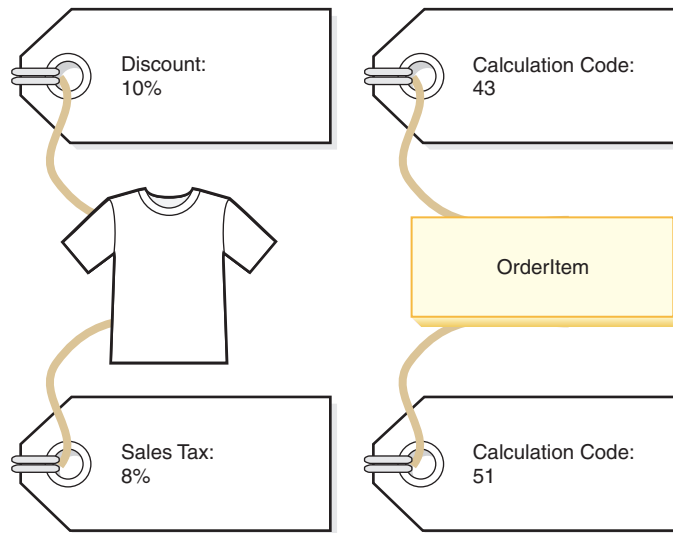 Discount:
10%
Calculation Code:
43
OrderItem
Sales Tax:
8%
Calculation Code:
51